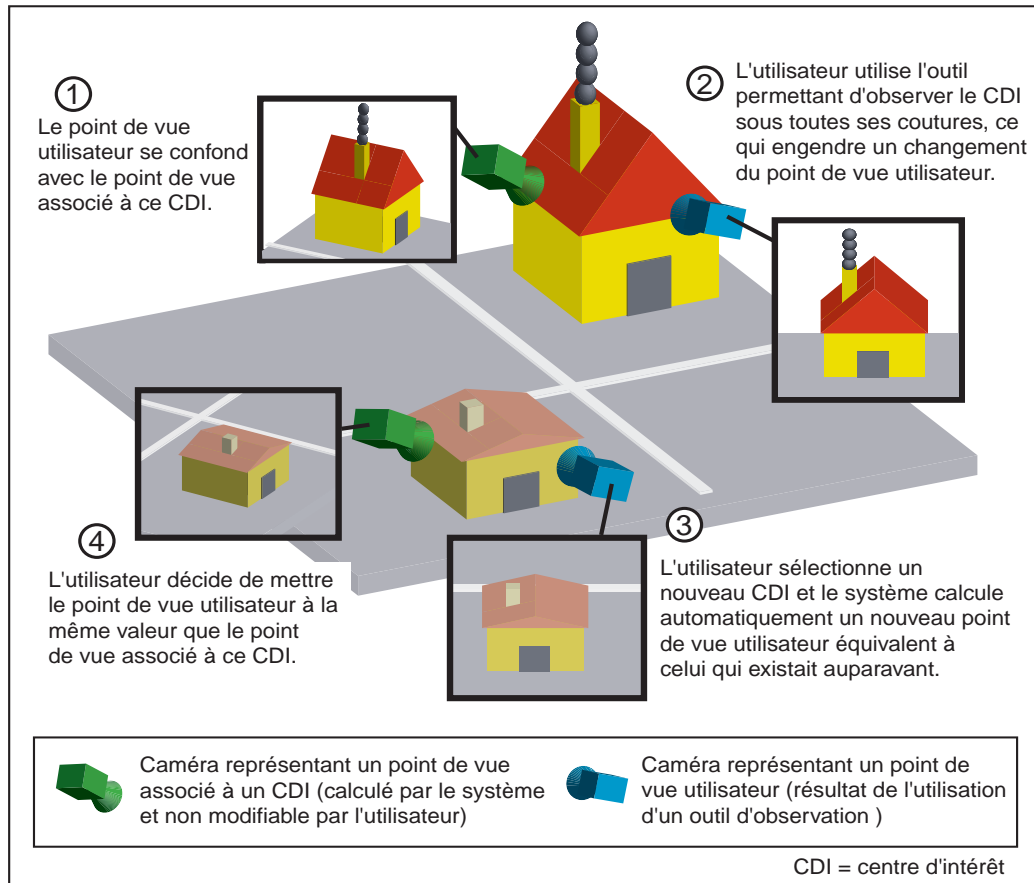 1
Le point de vue
utilisateur se confond
avec le point de vue
associé à ce CDI.
2
L'utilisateur utilise l'outil
permettant d'observer le CDI
sous toutes ses coutures, ce
qui engendre un changement
du point de vue utilisateur.
3
L'utilisateur sélectionne un
nouveau CDI et le système calcule
automatiquement un nouveau point
de vue utilisateur équivalent à
celui qui existait auparavant.
4
L'utilisateur décide de mettre
le point de vue utilisateur à la
même valeur que le point
de vue associé à ce CDI.
Caméra représentant un point de vue
associé à un CDI (calculé par le système
et non modifiable par l'utilisateur)
Caméra représentant un point de
vue utilisateur (résultat de l'utilisation
d'un outil d'observation )
CDI = centre d'intérêt